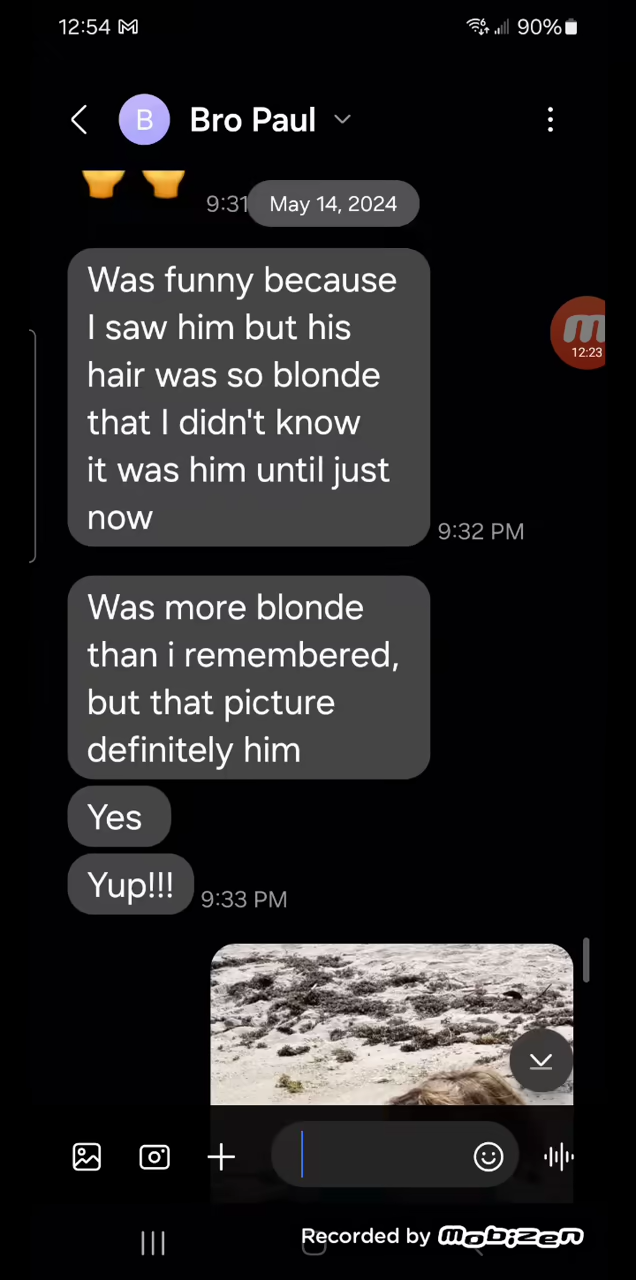 12:54
90%
B
Bro Paul
9:31
May 14, 2024
Was funny because
I saw him but his
hair was so blonde
that I didn't know
it was him until just
now
9:32 PM
12:23
Was more blonde
than i remembered,
but that picture
definitely him
Yes
Yup!!!
9:33 PM
Recorded by mobizen